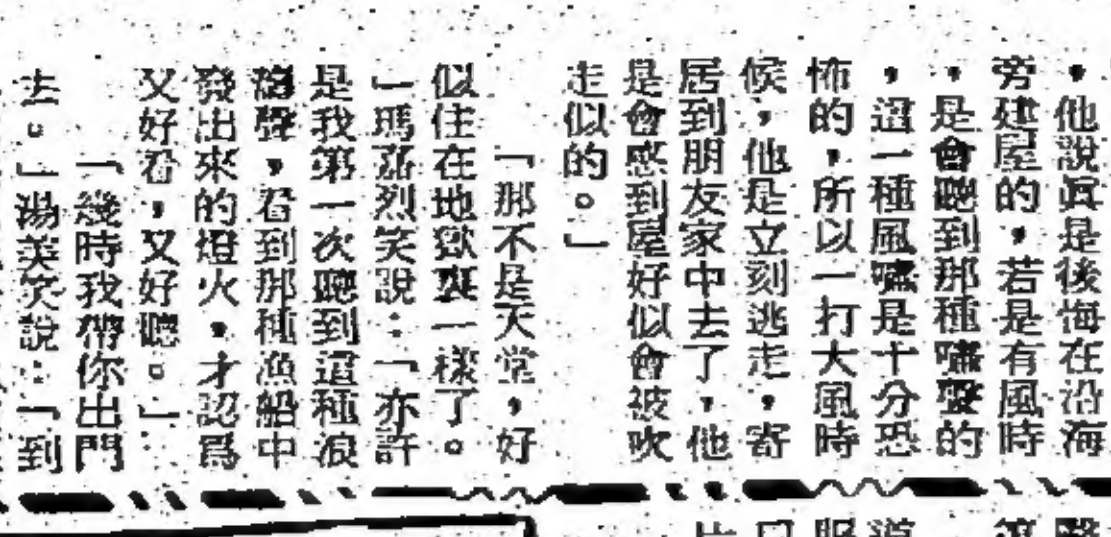 ，他說眞是後悔在沿海
旁建屋的，若是有風時
，是會聽到那種嘯聲的
，這一種風嘯是十分恐
怖的，所以一打大風時
候，他是立刻逃走，寄
居到朋友家中去了，他
是會感到屋好似會被吹
走似的。」
「那不是天堂，好
似住在地獄裏一樣了。
」瑪嘉烈笑說：「亦許
是我第一次聽到這種浪
聲，看到那種漁船中
發出來的燈火，才認爲
又好看，又好聽。」
「幾時我帶你出門
去。」湯美笑說：「到